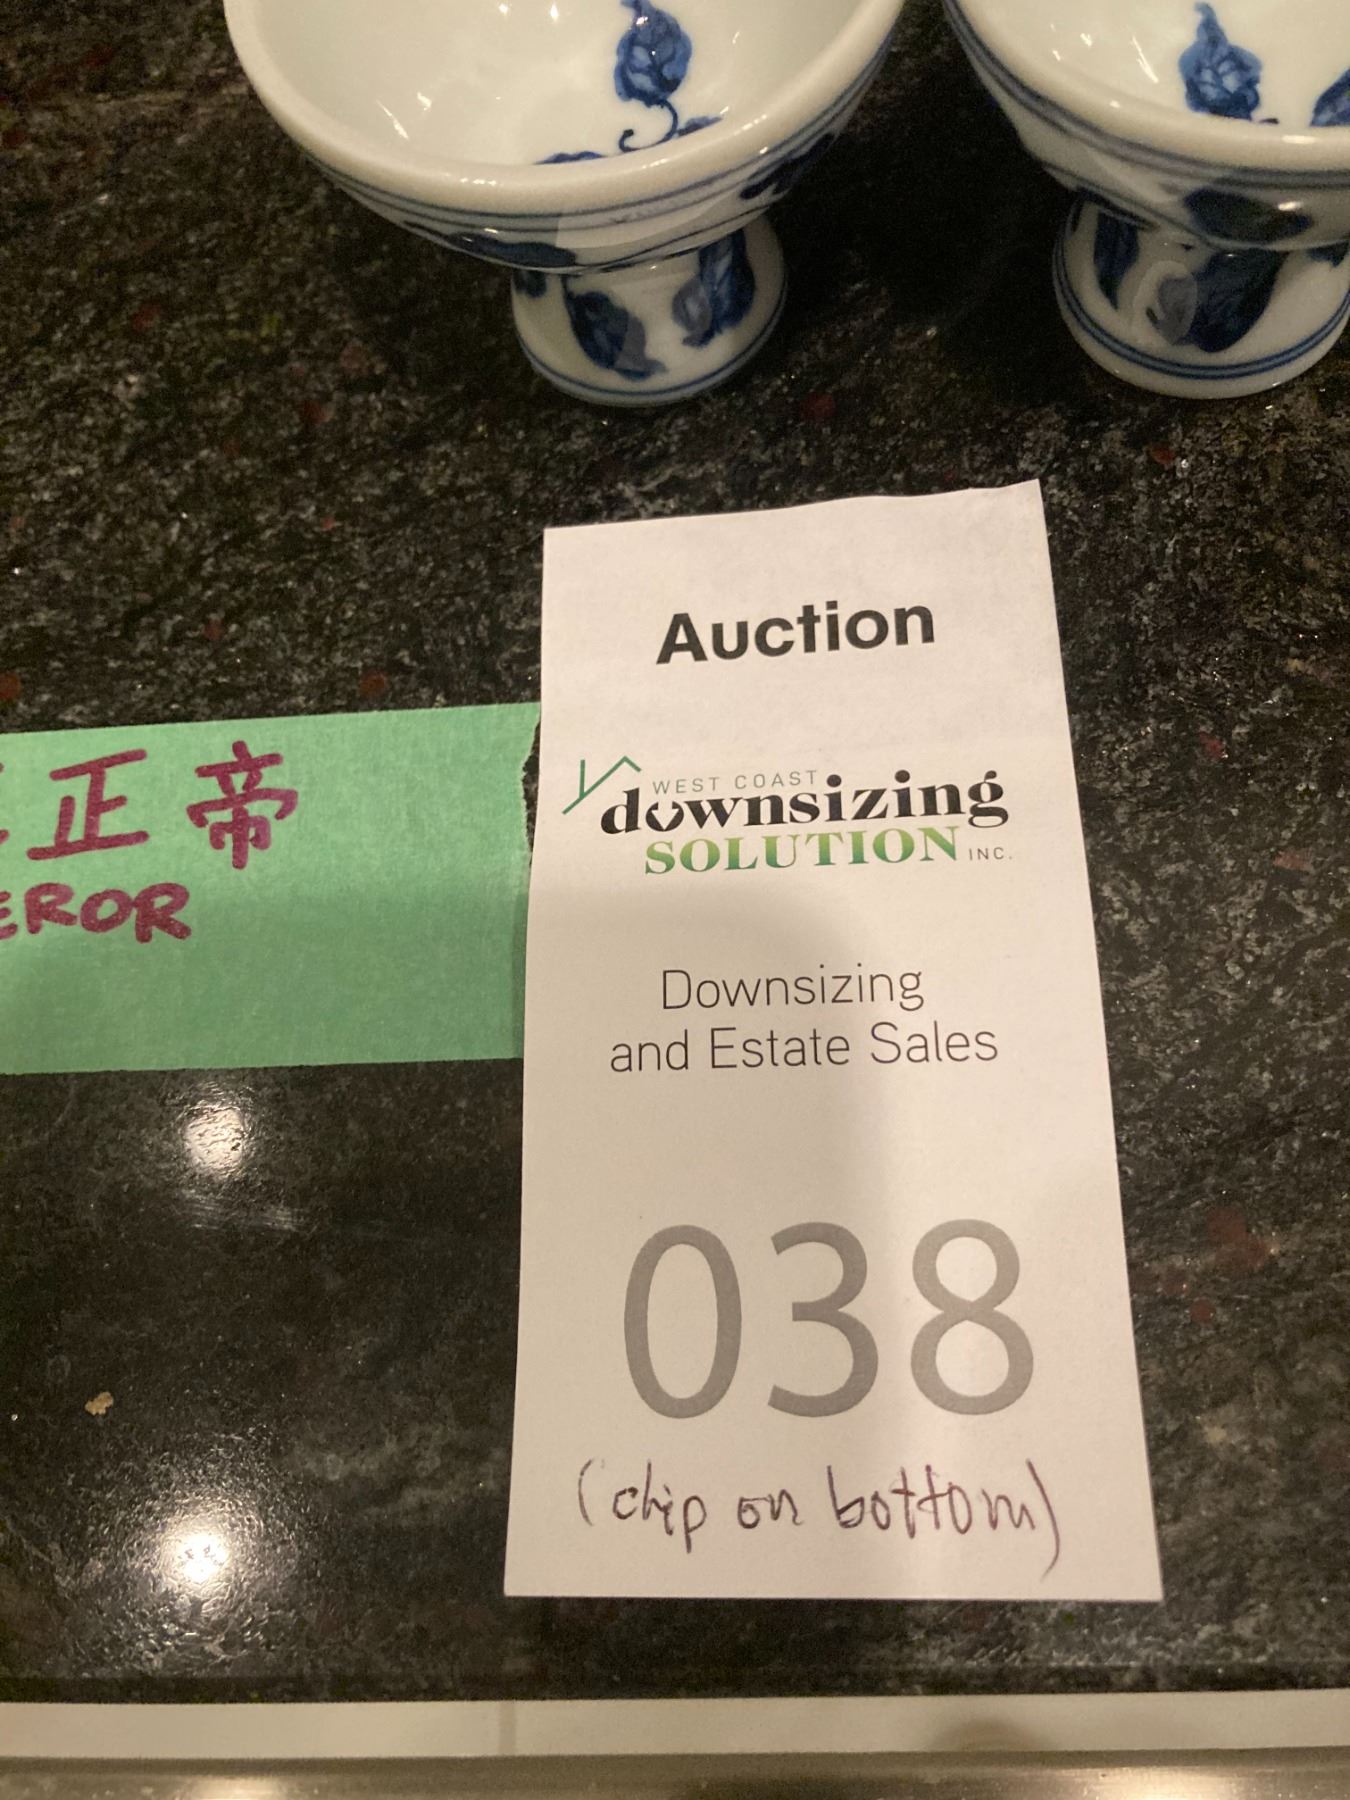 Auction
WEST COAST
downsizing
SOLUTION INC.
正帝
EROR
Downsizing
and Estate Sales
038
(chip on bottom)